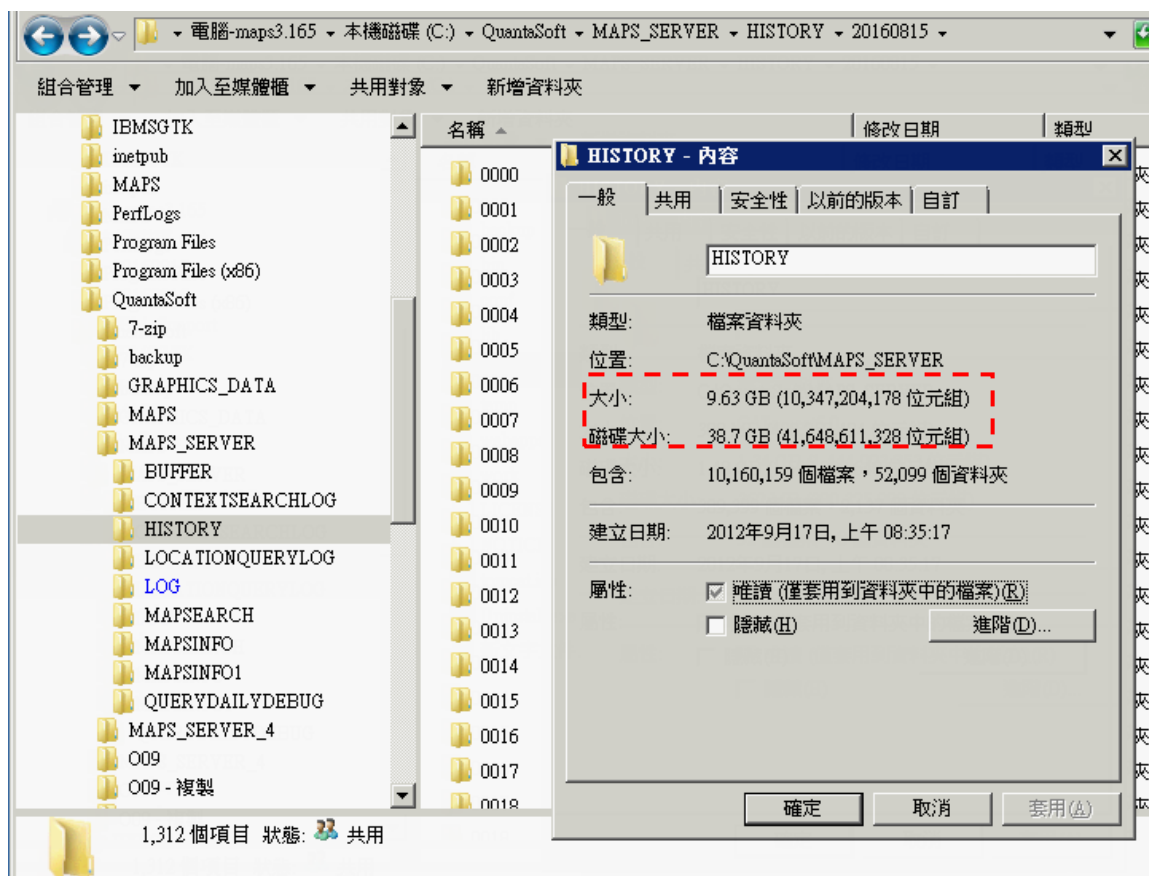 電腦-maps3.165 本機磁碟 (C:) QuantaSoft MAPS_SERVER HISTORY 20160815
組合管理 加入至媒體櫃 共用對象 新增資料夾
IBMSGTK
inetpub
MAPS
PerfLogs
Program Files
Program Files (x86)
QuantaSoft
7-zip
backup
GRAPHICS_DATA
MAPS
MAPS_SERVER
BUFFER
CONTEXTSEARCHLOG
HISTORY
LOCATIONQUERYLOG
LOG
MAPSEARCH
MAPSINFO
MAPSINFO1
QUERYDAILYDEBUG
MAPS_SERVER_4
O09
O09 - 複製
名稱 修改日期 類型
0000
0001
0002
0003
0004
0005
0006
0007
0008
0009
0010
0011
0012
0013
0014
0015
0016
0017
0018
HISTORY - 內容
一般 共用 安全性 以前的版本 自訂
HISTORY
類型: 檔案資料夾
位置: C:\QuantaSoft\MAPS_SERVER
大小: 9.63 GB (10,347,204,178 位元組)
磁碟大小: 38.7 GB (41,648,611,328 位元組)
包含: 10,160,159 個檔案，52,099 個資料夾
建立日期: 2012年9月17日, 上午 08:35:17
屬性: 唯讀 (僅套用到資料夾中的檔案)(R)
隱藏(H) 進階(D)...
確定 取消 套用(A)
1,312 個項目 狀態: 共用